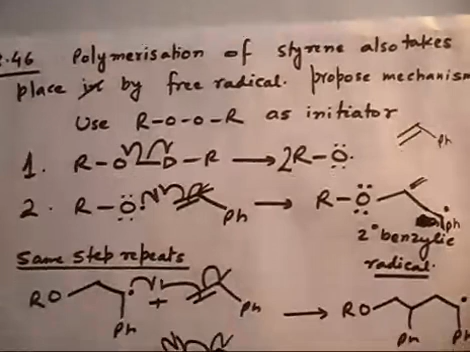 2.46 Polymerisation of styrene also takes
place by free radical. propose mechanism
Use R-O-O-R as initiator
Ph
1. R-O-O-R → 2R-Ö·
2. R-Ö· Ph → R-Ö Ph
2° benzylic
radical.
Same step repeats
RO + Ph → RO
Ph Ph Ph